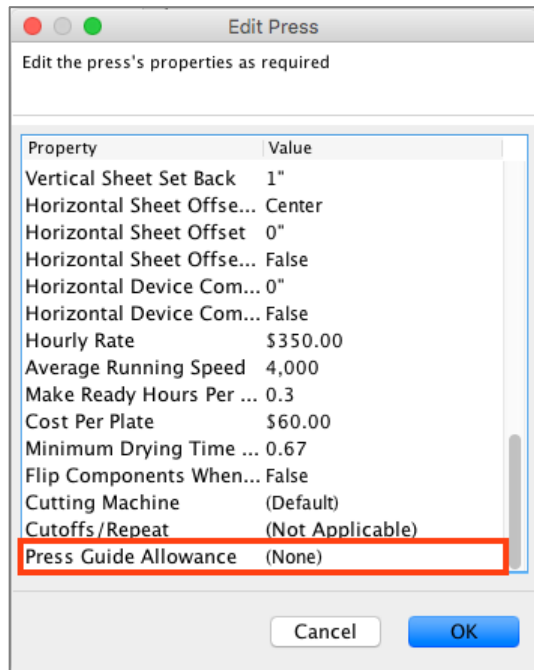 Edit Press
Edit the press's properties as required
Property Value
Vertical Sheet Set Back 1"
Horizontal Sheet Offse... Center
Horizontal Sheet Offset 0"
Horizontal Sheet Offse... False
Horizontal Device Com... 0"
Horizontal Device Com... False
Hourly Rate $350.00
Average Running Speed 4,000
Make Ready Hours Per ... 0.3
Cost Per Plate $60.00
Minimum Drying Time ... 0.67
Flip Components When... False
Cutting Machine (Default)
Cutoffs/Repeat (Not Applicable)
Press Guide Allowance (None)
Cancel OK